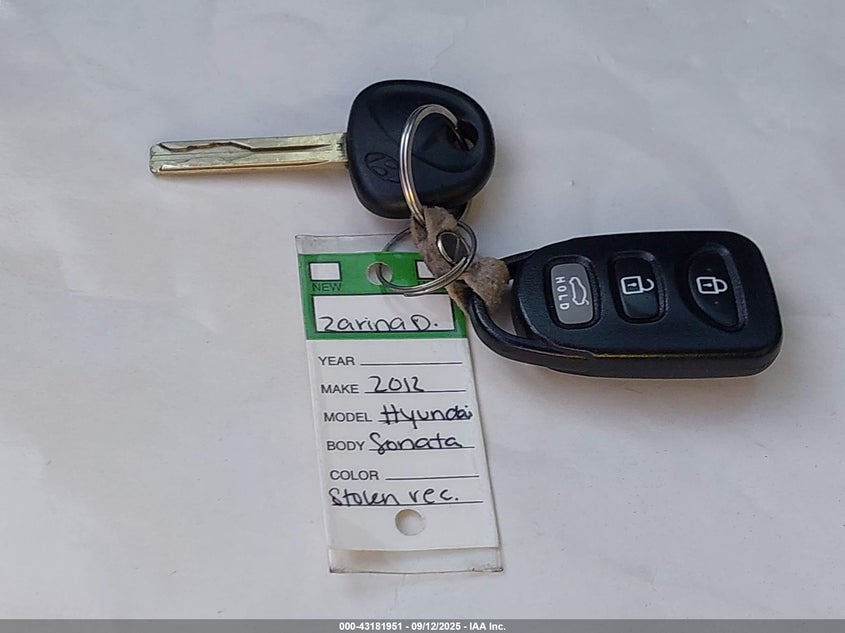 HOLD
NEW
Zarina D.
YEAR
MAKE 2012
MODEL Hyundai
BODY Sonata
COLOR
Stolen rec.
000-43181951 - 09/12/2025 - IAA Inc.